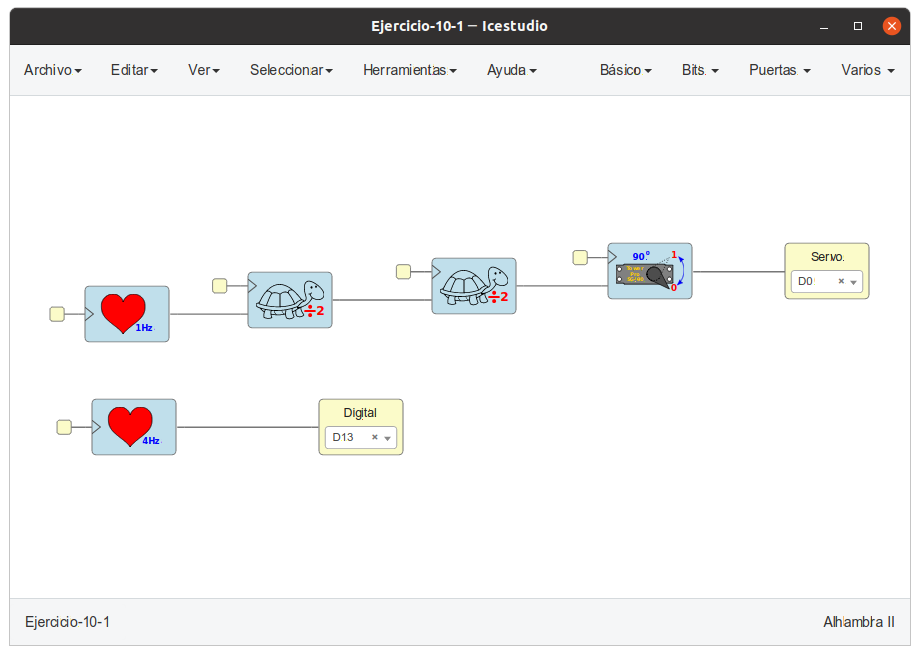 Ejercicio-10-1 — Icestudio
Archivo Editar Ver Seleccionar Herramientas Ayuda Básico Bits Puertas Varios
90º 1
0
Servo.
D0
÷2
÷2
1Hz
Digital
D13
4Hz
Ejercicio-10-1 Alhambra II